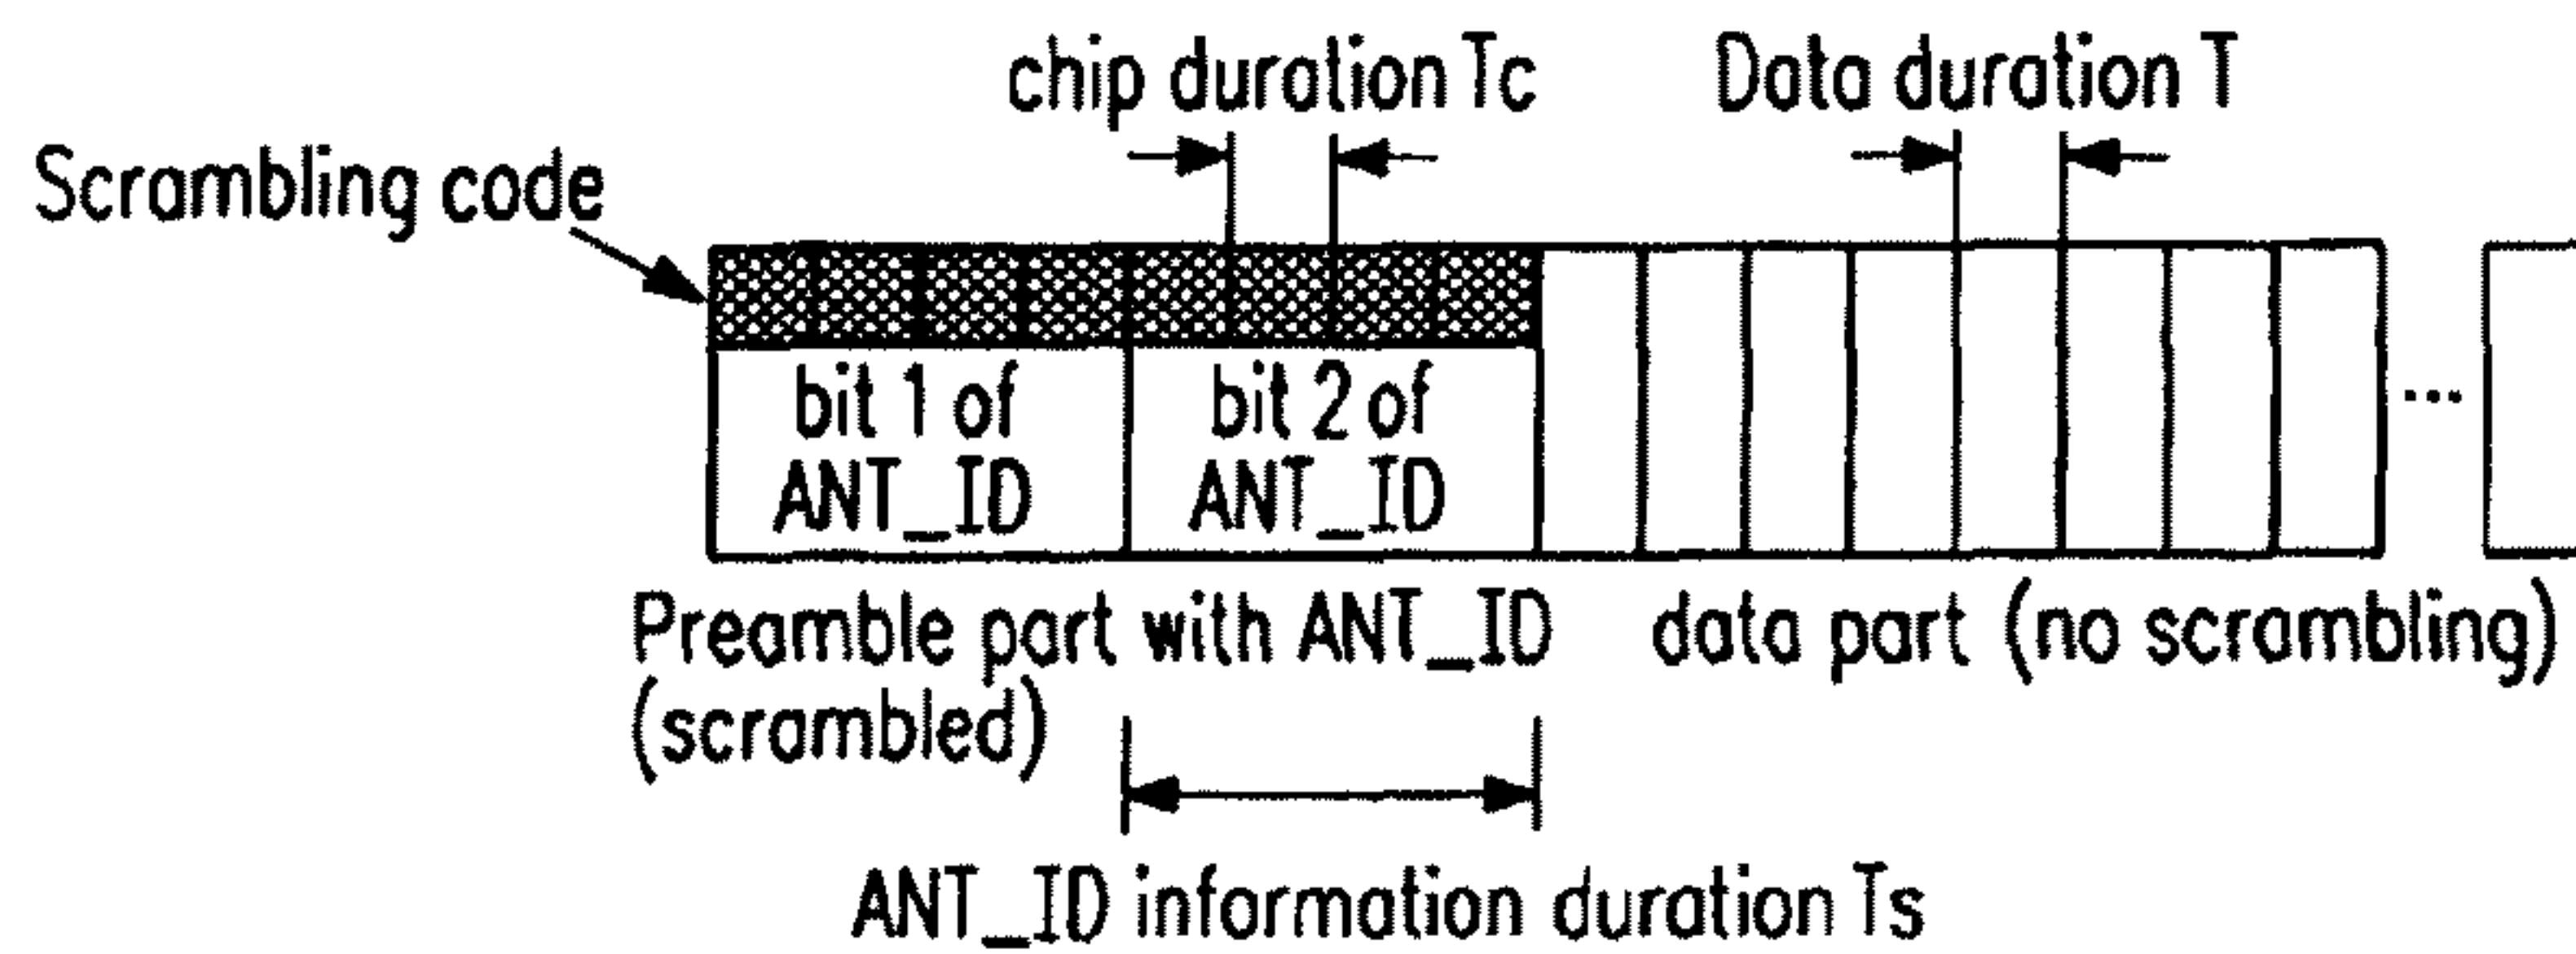 chip duration Tc
Data duration T
Scrambling code
bit 1 of
ANT_ID
bit 2 of
ANT_ID
...
Preamble part with ANT_ID
(scrambled)
data part (no scrambling)
ANT_ID information duration Ts